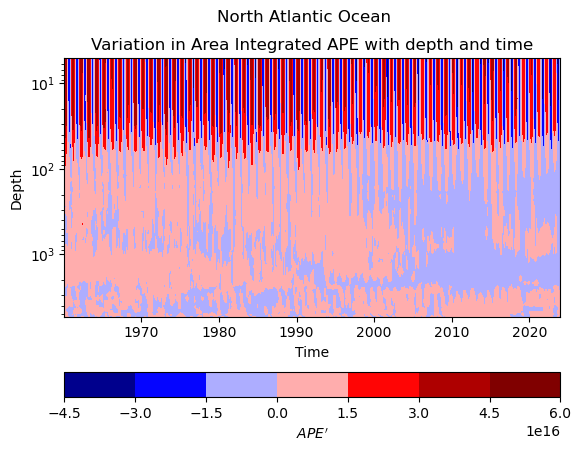 North Atlantic Ocean
Variation in Area Integrated APE with depth and time
10¹
10²
10³
Depth
1970 1980 1990 2000 2010 2020
Time
−4.5 −3.0 −1.5 0.0 1.5 3.0 4.5 6.0
1e16
APE′